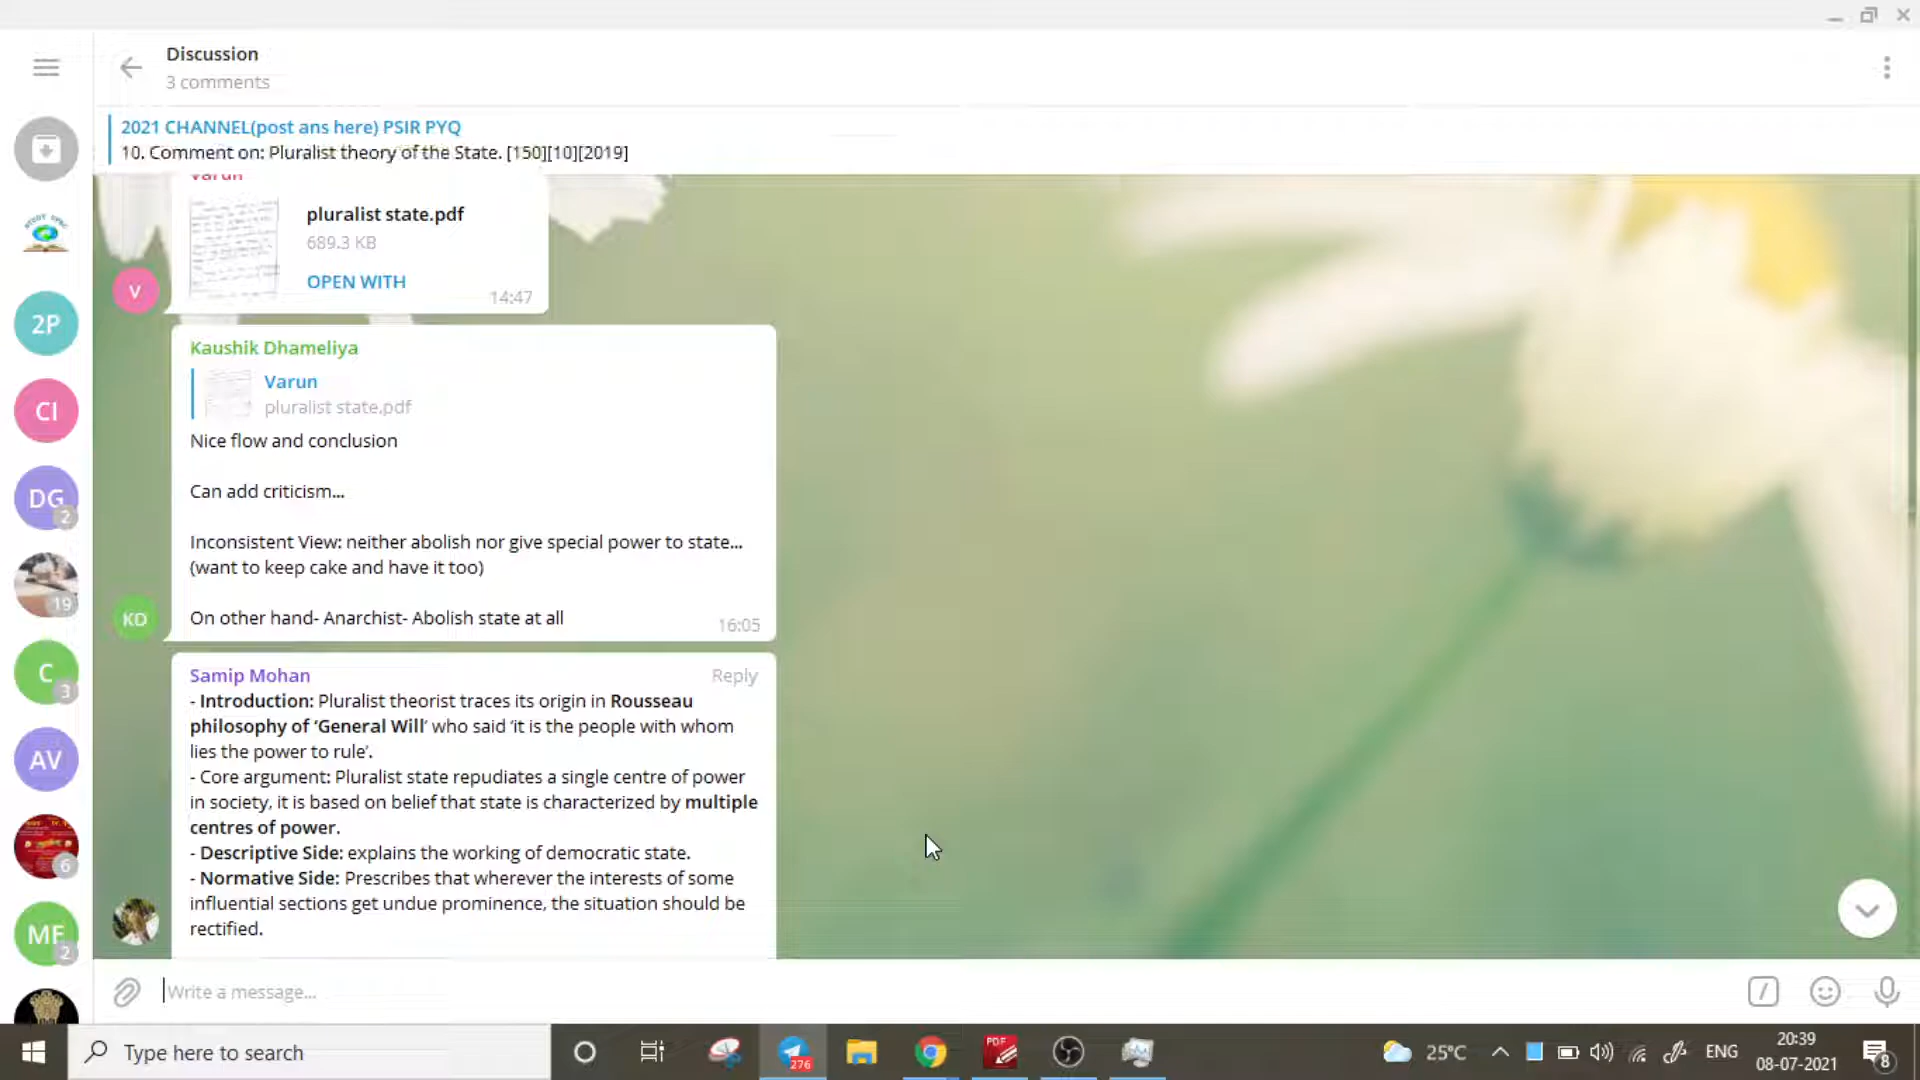 Discussion
3 comments
2021 CHANNEL(post ans here) PSIR PYQ
10. Comment on: Pluralist theory of the State. [150][10][2019]
Varun
pluralist state.pdf
689.3 KB
OPEN WITH
14:47
V
Kaushik Dhameliya
Varun
pluralist state.pdf
Nice flow and conclusion
Can add criticism...
Inconsistent View: neither abolish nor give special power to state...
(want to keep cake and have it too)
On other hand- Anarchist- Abolish state at all
16:05
KD
Samip Mohan
Reply
- Introduction: Pluralist theorist traces its origin in Rousseau
philosophy of ‘General Will’ who said ‘it is the people with whom
lies the power to rule’.
- Core argument: Pluralist state repudiates a single centre of power
in society, it is based on belief that state is characterized by multiple
centres of power.
- Descriptive Side: explains the working of democratic state.
- Normative Side: Prescribes that wherever the interests of some
influential sections get undue prominence, the situation should be
rectified.
2P
CI
DG
2
19
C
3
AV
6
MF
2
Write a message...
Type here to search
276
PDF
25°C
ENG
20:39
08-07-2021
8